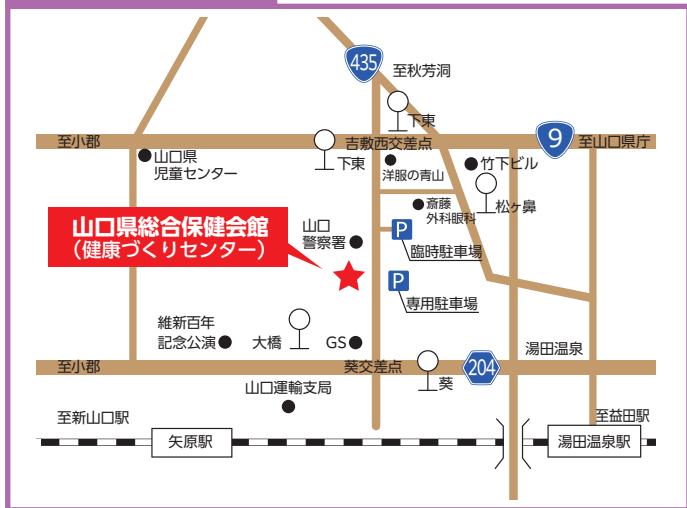 435
至秋芳洞
下東
至小郡
吉敷西交差点
9
至山口県庁
山口県
児童センター
下東
洋服の青山
竹下ビル
斎藤
外科眼科
松ヶ鼻
山口県総合保健会館
(健康づくりセンター)
山口
警察署
P
臨時駐車場
P
専用駐車場
維新百年
記念公演
大橋
GS
湯田温泉
至小郡
葵交差点
204
葵
山口運輸支局
至新山口駅
至益田駅
矢原駅
湯田温泉駅